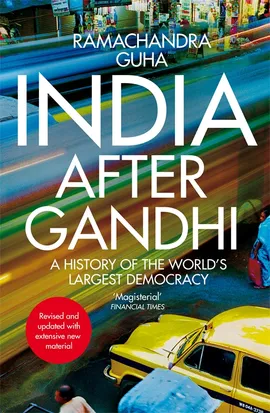 RAMACHANDRA
GUHA
INDIA
AFTER
GANDHI
A HISTORY OF THE WORLD'S
LARGEST DEMOCRACY
'Magisterial'
FINANCIAL TIMES
Revised and
updated with
extensive new
material